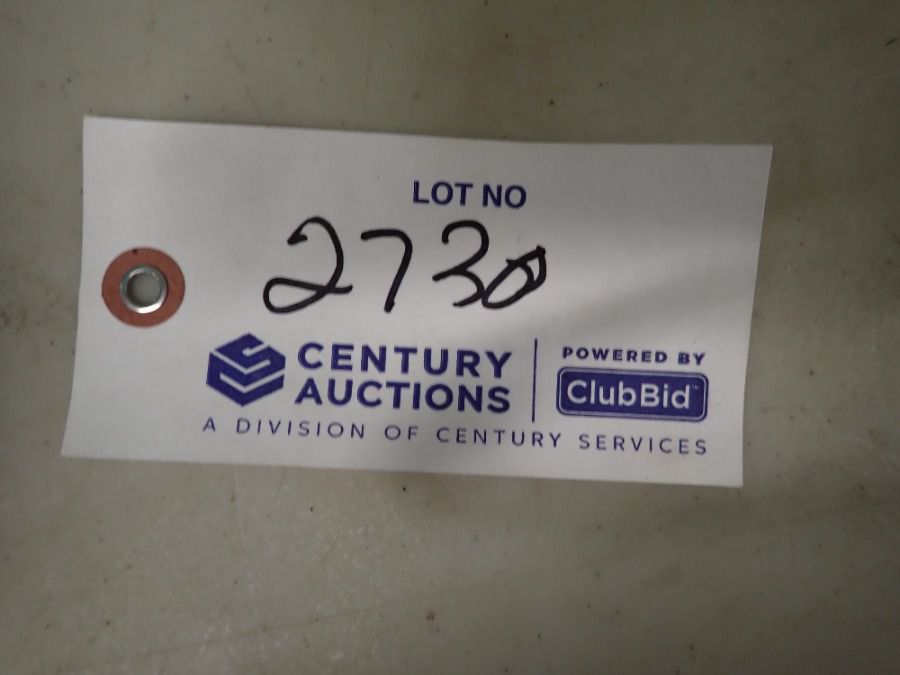 LOT NO
2730
CENTURY
AUCTIONS
A DIVISION OF CENTURY SERVICES
POWERED BY
ClubBid